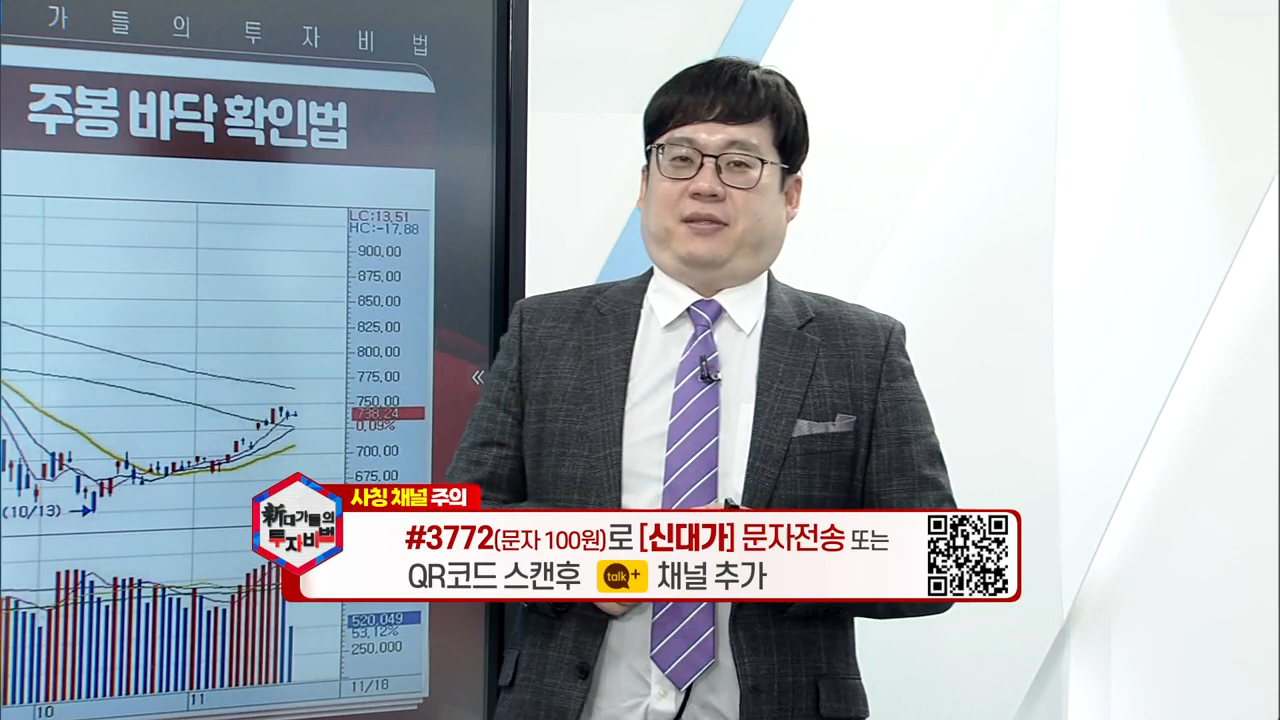 가들의 투자비법
주봉 바닥 확인법
LC:13.51
HC:-17.88
900.00
875.00
850.00
825.00
800.00
775.00
750.00
738.24
0.09%
700.00
675.00
(10/13)
520,049
53.12%
250,000
10
11
11/18
«
사칭 채널 주의
新대가들의
투자비법
#3772(문자 100원)로 [신대가] 문자전송 또는
QR코드 스캔후 talk+ 채널 추가